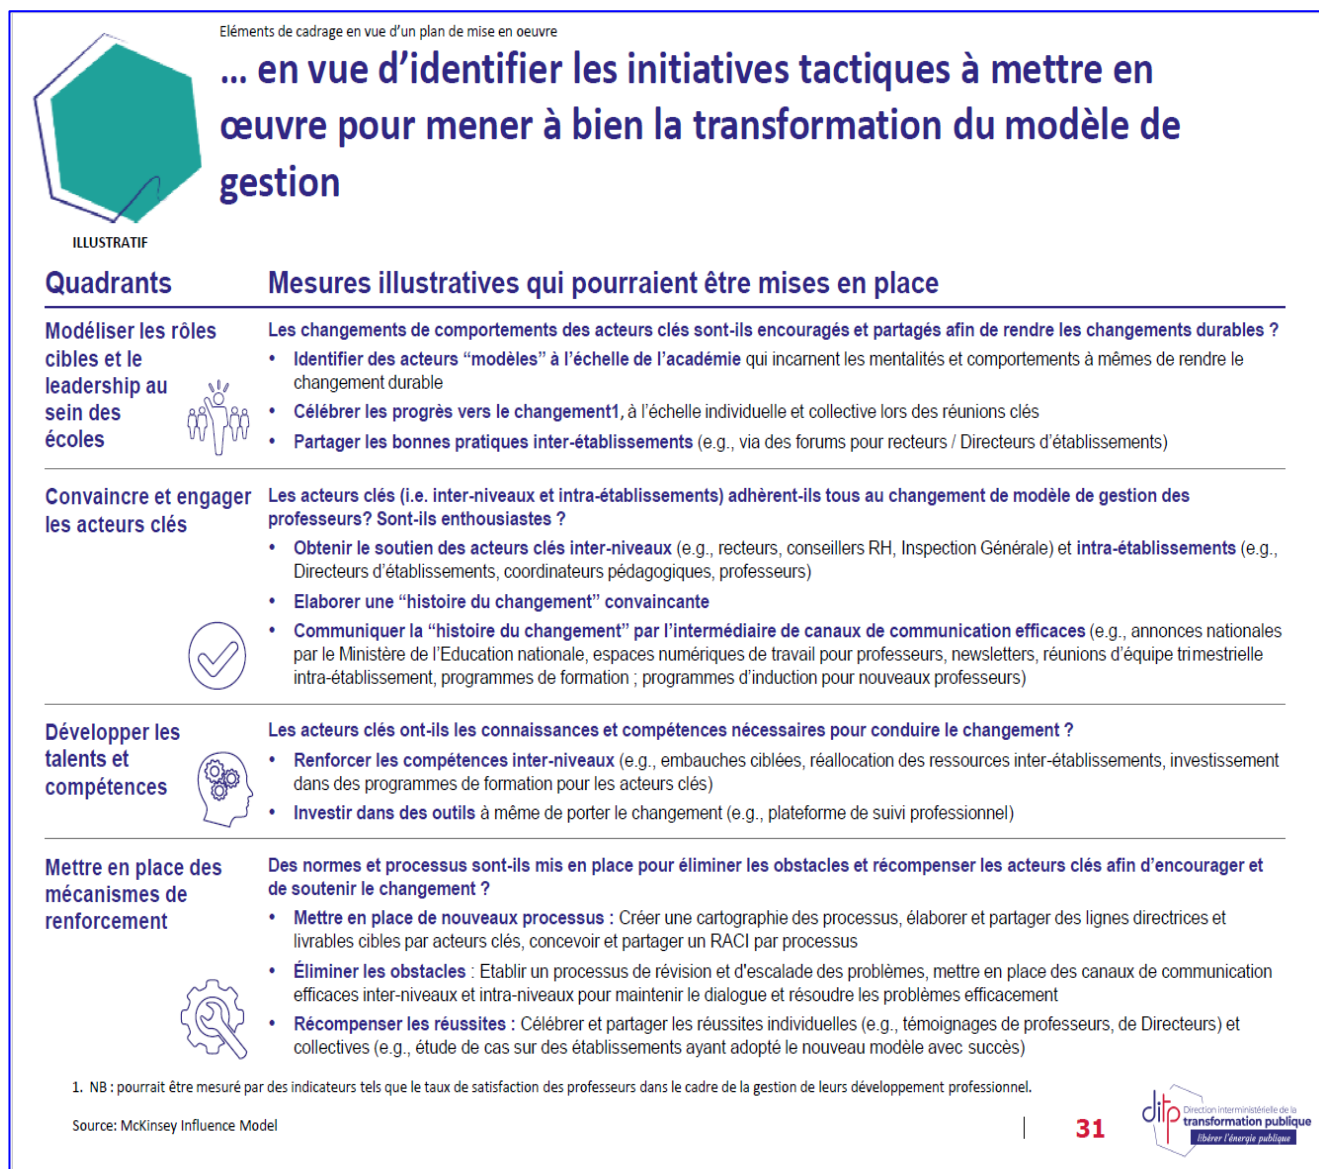 Eléments de cadrage en vue d'un plan de mise en oeuvre
... en vue d'identifier les initiatives tactiques à mettre en
œuvre pour mener à bien la transformation du modèle de
gestion
ILLUSTRATIF
Quadrants
Mesures illustratives qui pourraient être mises en place
Modéliser les rôles
cibles et le
leadership au
sein des
écoles
Les changements de comportements des acteurs clés sont-ils encouragés et partagés afin de rendre les changements durables ?
• Identifier des acteurs “modèles” à l'échelle de l'académie qui incarnent les mentalités et comportements à mêmes de rendre le
changement durable
• Célébrer les progrès vers le changement1, à l'échelle individuelle et collective lors des réunions clés
• Partager les bonnes pratiques inter-établissements (e.g., via des forums pour recteurs / Directeurs d'établissements)
Convaincre et engager
les acteurs clés
Les acteurs clés (i.e. inter-niveaux et intra-établissements) adhèrent-ils tous au changement de modèle de gestion des
professeurs? Sont-ils enthousiastes ?
• Obtenir le soutien des acteurs clés inter-niveaux (e.g., recteurs, conseillers RH, Inspection Générale) et intra-établissements (e.g.,
Directeurs d'établissements, coordinateurs pédagogiques, professeurs)
• Elaborer une “histoire du changement” convaincante
• Communiquer la “histoire du changement” par l'intermédiaire de canaux de communication efficaces (e.g., annonces nationales
par le Ministère de l'Education nationale, espaces numériques de travail pour professeurs, newsletters, réunions d'équipe trimestrielle
intra-établissement, programmes de formation ; programmes d'induction pour nouveaux professeurs)
Développer les
talents et
compétences
Les acteurs clés ont-ils les connaissances et compétences nécessaires pour conduire le changement ?
• Renforcer les compétences inter-niveaux (e.g., embauches ciblées, réallocation des ressources inter-établissements, investissement
dans des programmes de formation pour les acteurs clés)
• Investir dans des outils à même de porter le changement (e.g., plateforme de suivi professionnel)
Mettre en place des
mécanismes de
renforcement
Des normes et processus sont-ils mis en place pour éliminer les obstacles et récompenser les acteurs clés afin d'encourager et
de soutenir le changement ?
• Mettre en place de nouveaux processus : Créer une cartographie des processus, élaborer et partager des lignes directrices et
livrables cibles par acteurs clés, concevoir et partager un RACI par processus
• Éliminer les obstacles : Etablir un processus de révision et d'escalade des problèmes, mettre en place des canaux de communication
efficaces inter-niveaux et intra-niveaux pour maintenir le dialogue et résoudre les problèmes efficacement
• Récompenser les réussites : Célébrer et partager les réussites individuelles (e.g., témoignages de professeurs, de Directeurs) et
collectives (e.g., étude de cas sur des établissements ayant adopté le nouveau modèle avec succès)
1. NB : pourrait être mesuré par des indicateurs tels que le taux de satisfaction des professeurs dans le cadre de la gestion de leurs développement professionnel.
Source: McKinsey Influence Model
31
ditp
Direction interministérielle de la
transformation publique
libérer l'énergie publique